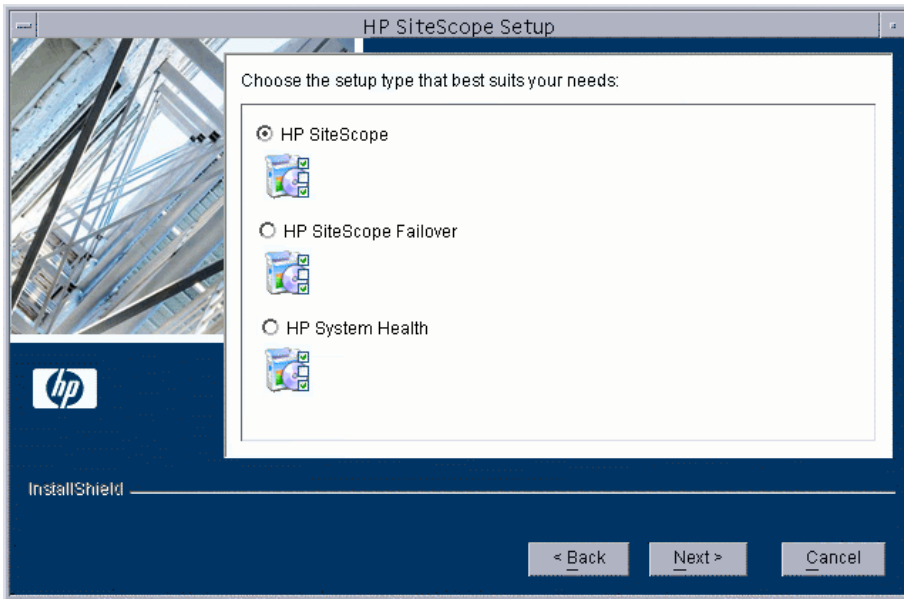 HP SiteScope Setup
Choose the setup type that best suits your needs:
HP SiteScope
HP SiteScope Failover
HP System Health
hp
InstallShield
< Back
Next >
Cancel